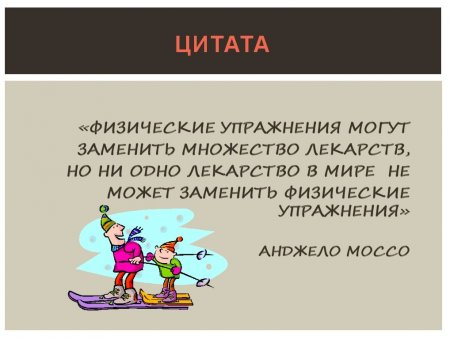 ЦИТАТА
«ФИЗИЧЕСКИЕ УПРАЖНЕНИЯ МОГУТ
ЗАМЕНИТЬ МНОЖЕСТВО ЛЕКАРСТВ,
НО НИ ОДНО ЛЕКАРСТВО В МИРЕ НЕ
МОЖЕТ ЗАМЕНИТЬ ФИЗИЧЕСКИЕ
УПРАЖНЕНИЯ»
АНДЖЕЛО МОССО